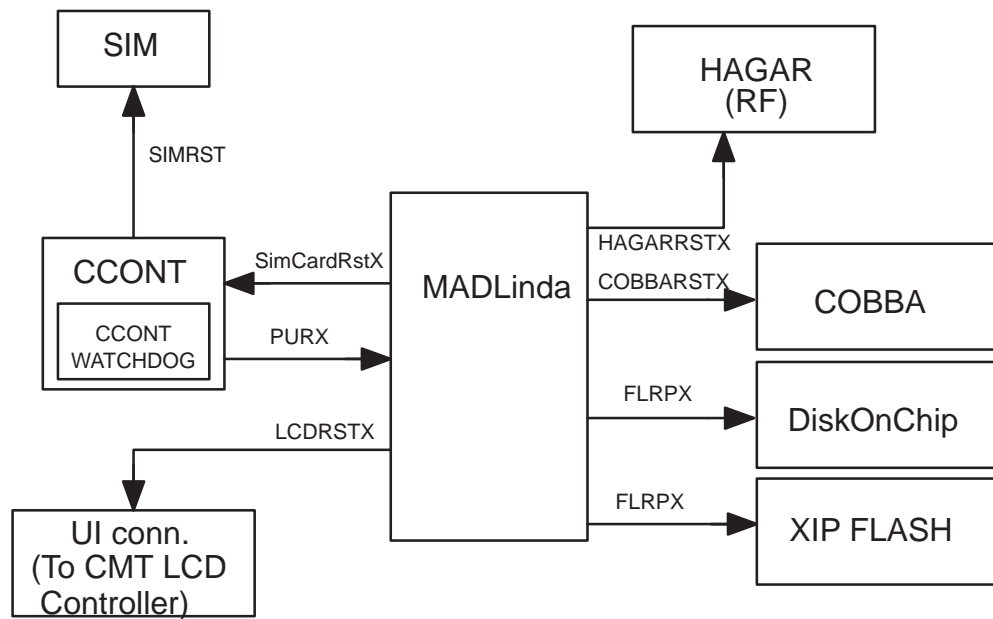 SIM
HAGAR
(RF)
SIMRST
HAGARRSTX
CCONT
SimCardRstX
MADLinda
COBBARSTX
COBBA
CCONT
WATCHDOG
PURX
FLRPX
DiskOnChip
LCDRSTX
FLRPX
XIP FLASH
UI conn.
(To CMT LCD
Controller)